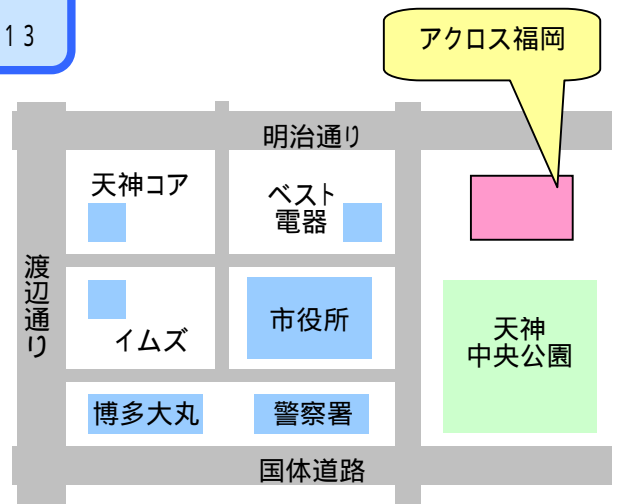 13
アクロス福岡
明治通り
天神コア
ベスト
電器
渡辺通り
イムズ
市役所
天神
中央公園
博多大丸
警察署
国体道路